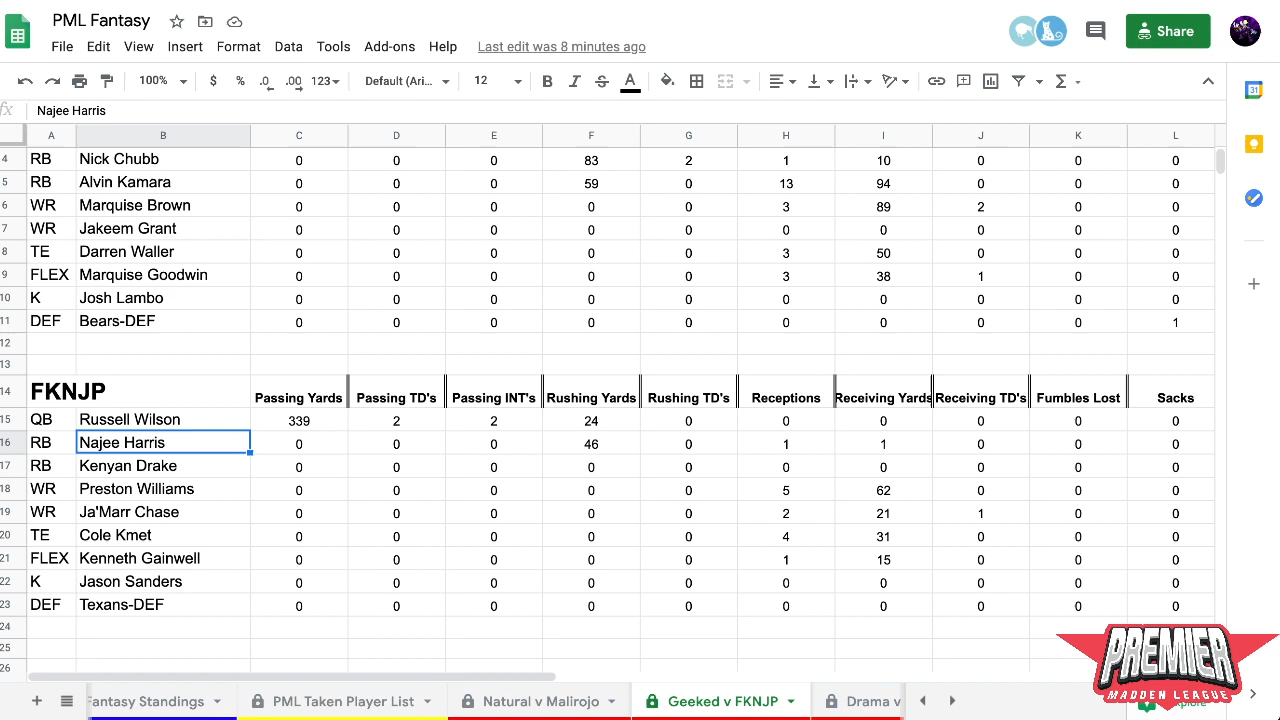 PML Fantasy
File Edit View Insert Format Data Tools Add-ons Help Last edit was 8 minutes ago
Share
100% $ % .0 .00 123 Default (Ari... 12 B I S A
31
fx Najee Harris
A B C D E F G H I J K L
4 RB Nick Chubb 0 0 0 83 2 1 10 0 0 0
5 RB Alvin Kamara 0 0 0 59 0 13 94 0 0 0
6 WR Marquise Brown 0 0 0 0 0 3 89 2 0 0
7 WR Jakeem Grant 0 0 0 0 0 0 0 0 0 0
8 TE Darren Waller 0 0 0 0 0 3 50 0 0 0
9 FLEX Marquise Goodwin 0 0 0 0 0 3 38 1 0 0
10 K Josh Lambo 0 0 0 0 0 0 0 0 0 0
11 DEF Bears-DEF 0 0 0 0 0 0 0 0 0 1
12
13
14 FKNJP Passing Yards Passing TD's Passing INT's Rushing Yards Rushing TD's Receptions Receiving Yards Receiving TD's Fumbles Lost Sacks
15 QB Russell Wilson 339 2 2 24 0 0 0 0 0 0
16 RB Najee Harris 0 0 0 46 0 1 1 0 0 0
17 RB Kenyan Drake 0 0 0 0 0 0 0 0 0 0
18 WR Preston Williams 0 0 0 0 0 5 62 0 0 0
19 WR Ja'Marr Chase 0 0 0 0 0 2 21 1 0 0
20 TE Cole Kmet 0 0 0 0 0 4 31 0 0 0
21 FLEX Kenneth Gainwell 0 0 0 0 0 1 15 0 0 0
22 K Jason Sanders 0 0 0 0 0 0 0 0 0 0
23 DEF Texans-DEF 0 0 0 0 0 0 0 0 0 0
24
25
26
PREMIER
MADDEN LEAGUE
Fantasy Standings PML Taken Player List Natural v Malirojo Geeked v FKNJP Drama v